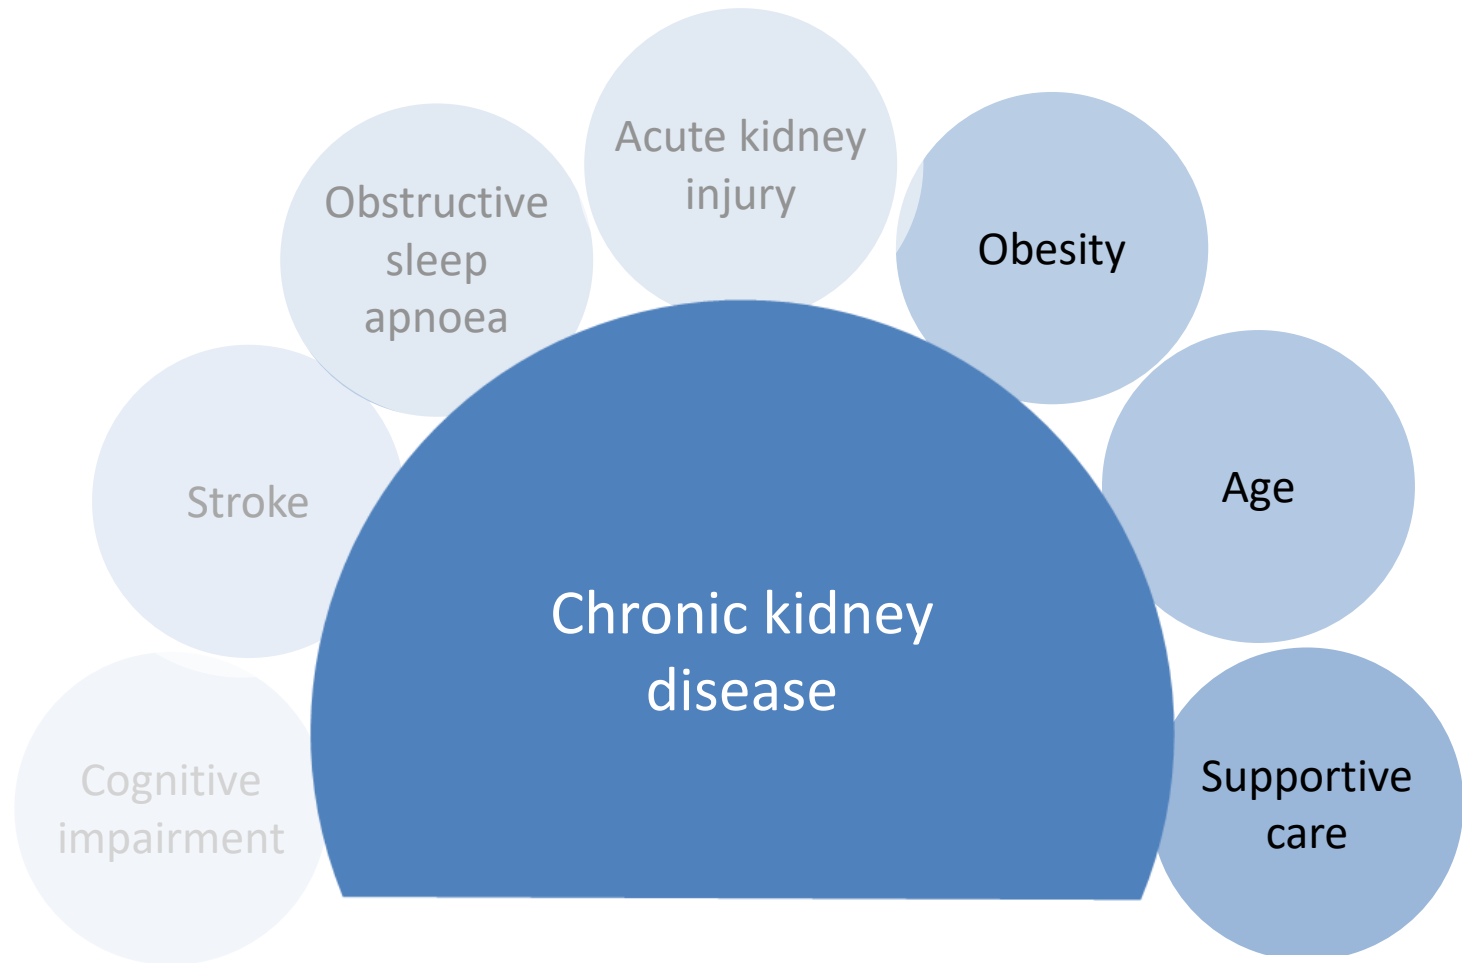 Acute kidney
injury
Obstructive
sleep
apnoea
Obesity
Stroke
Age
Chronic kidney
disease
Cognitive
impairment
Supportive
care